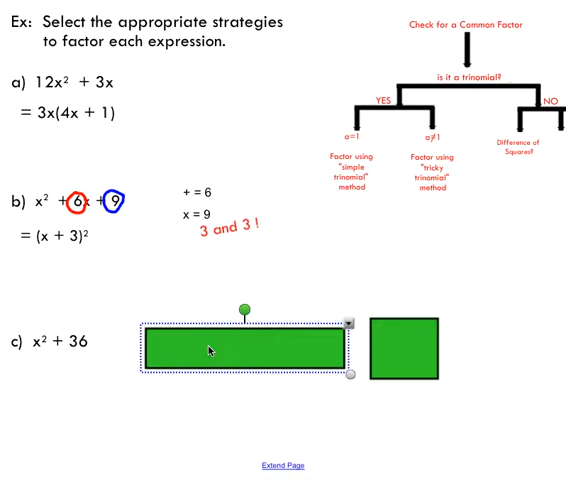 Ex: Select the appropriate strategies
to factor each expression.
a) 12x² + 3x
= 3x(4x + 1)
b) x² + 6x + 9
= (x + 3)²
+ = 6
x = 9
3 and 3 !
c) x² + 36
Check for a Common Factor
is it a trinomial?
YES
NO
a=1
a≠1
Factor using
"simple
trinomial"
method
Factor using
"tricky
trinomial"
method
Difference of
Squares?
Extend Page